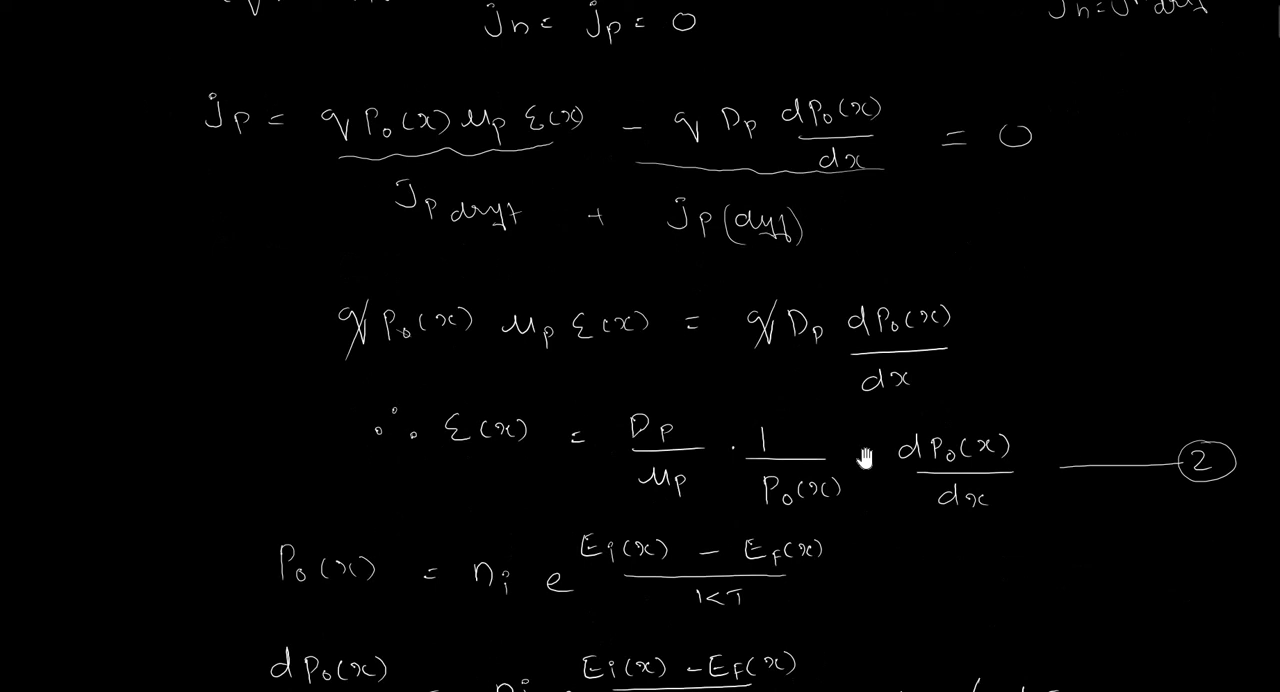 jn = jp = 0
jp = q P₀(x) μp ℰ(x) − q Dp dP₀(x)/dx = 0
Jp drift + jp(diff)
q P₀(x) μp ℰ(x) = q Dp dP₀(x)/dx
∴ ℰ(x) = Dp/μp · 1/P₀(x) · dP₀(x)/dx —— 2
P₀(x) = ni e^(Ei(x) − EF(x))/KT
dP₀(x) = ni Ei(x) − EF(x)